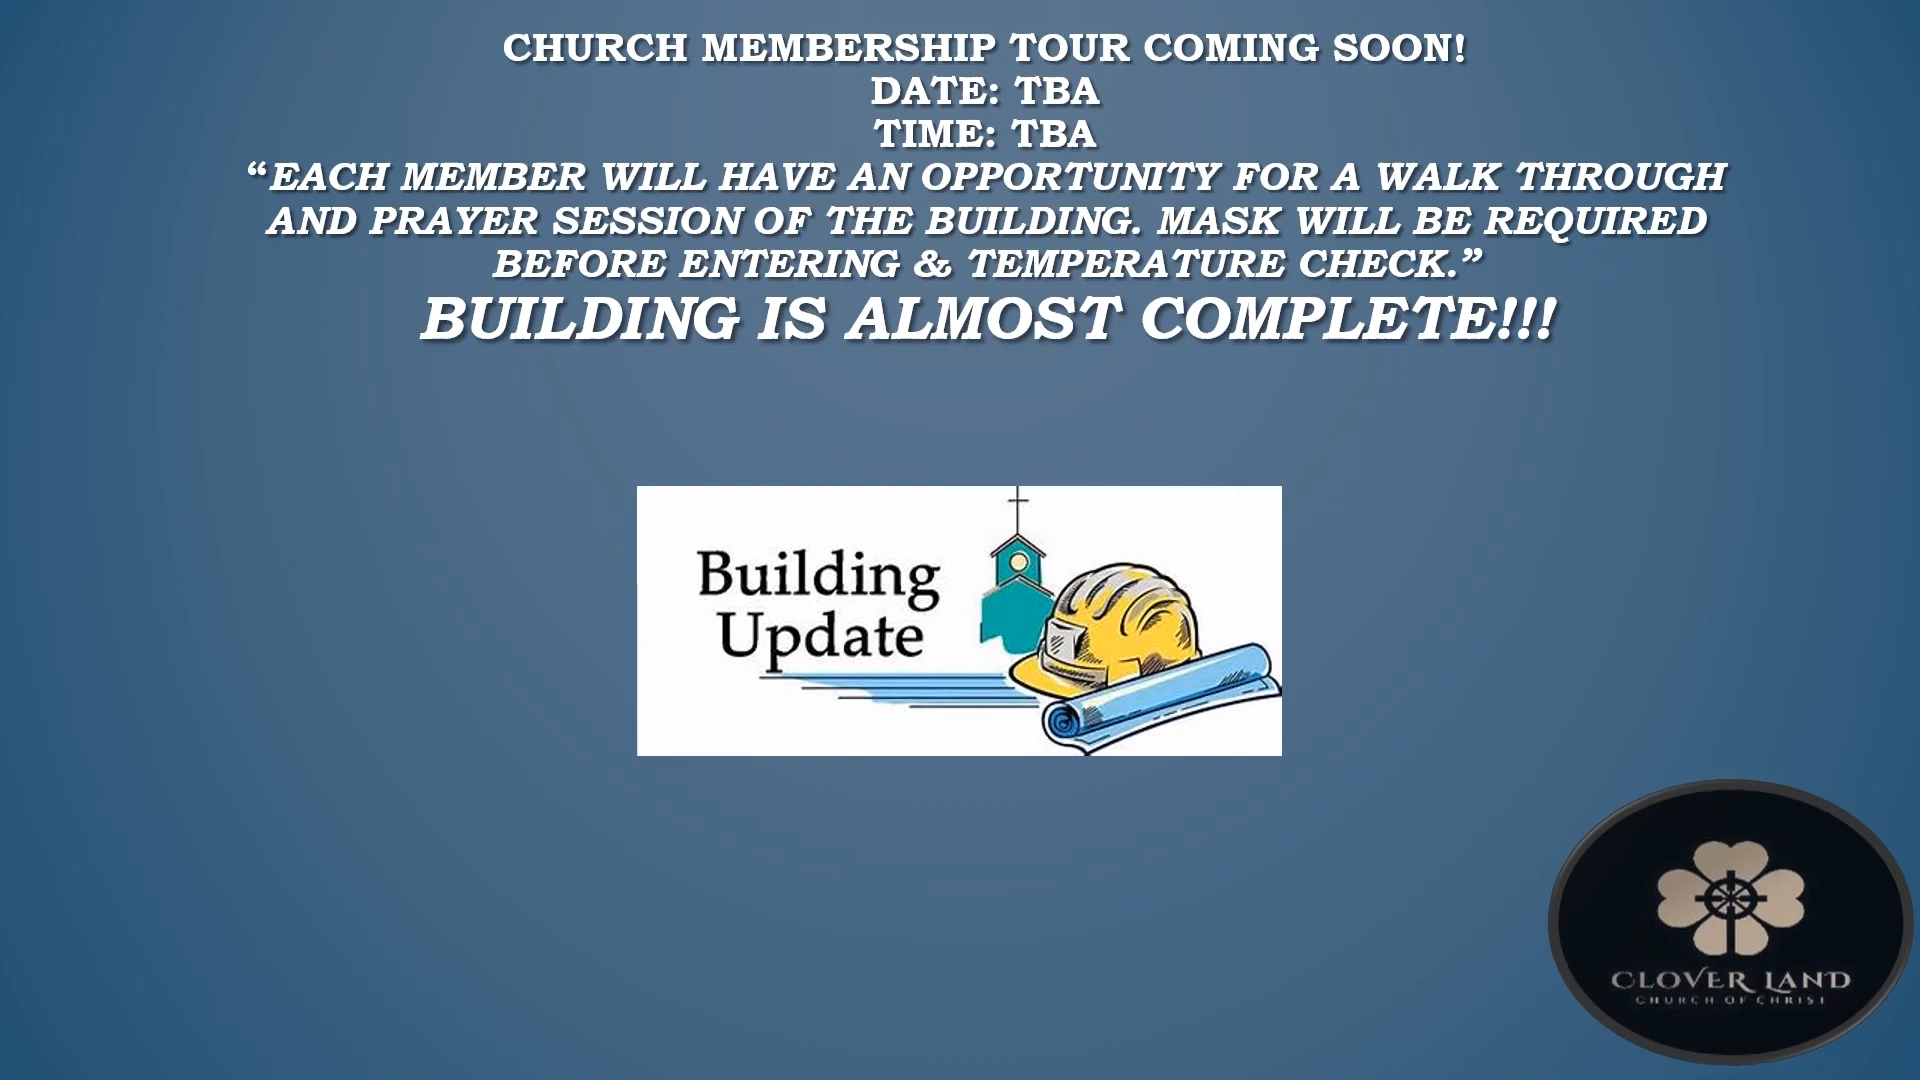 CHURCH MEMBERSHIP TOUR COMING SOON!
DATE: TBA
TIME: TBA
“EACH MEMBER WILL HAVE AN OPPORTUNITY FOR A WALK THROUGH
AND PRAYER SESSION OF THE BUILDING. MASK WILL BE REQUIRED
BEFORE ENTERING & TEMPERATURE CHECK.”
BUILDING IS ALMOST COMPLETE!!!
Building
Update
CLOVER LAND
CHURCH OF CHRIST